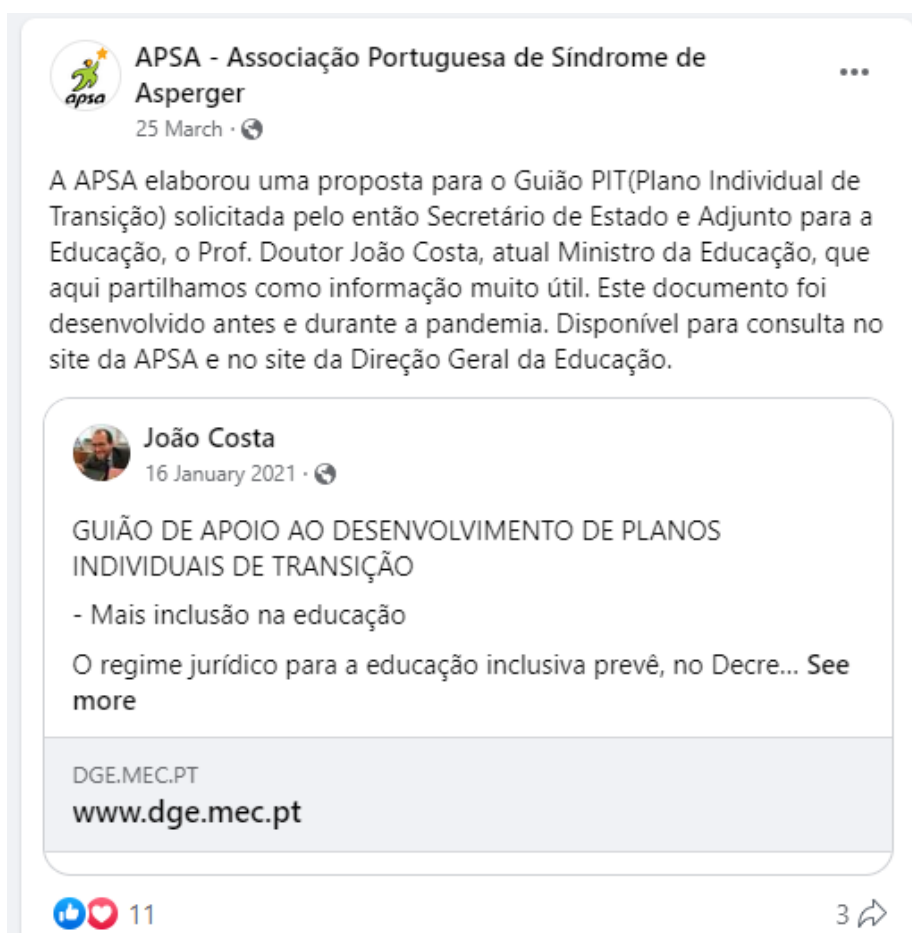 APSA - Associação Portuguesa de Síndrome de
Asperger
apsa
25 March ·
A APSA elaborou uma proposta para o Guião PIT(Plano Individual de
Transição) solicitada pelo então Secretário de Estado e Adjunto para a
Educação, o Prof. Doutor João Costa, atual Ministro da Educação, que
aqui partilhamos como informação muito útil. Este documento foi
desenvolvido antes e durante a pandemia. Disponível para consulta no
site da APSA e no site da Direção Geral da Educação.
João Costa
16 January 2021 ·
GUIÃO DE APOIO AO DESENVOLVIMENTO DE PLANOS
INDIVIDUAIS DE TRANSIÇÃO
- Mais inclusão na educação
O regime jurídico para a educação inclusiva prevê, no Decre... See
more
DGE.MEC.PT
www.dge.mec.pt
11
3